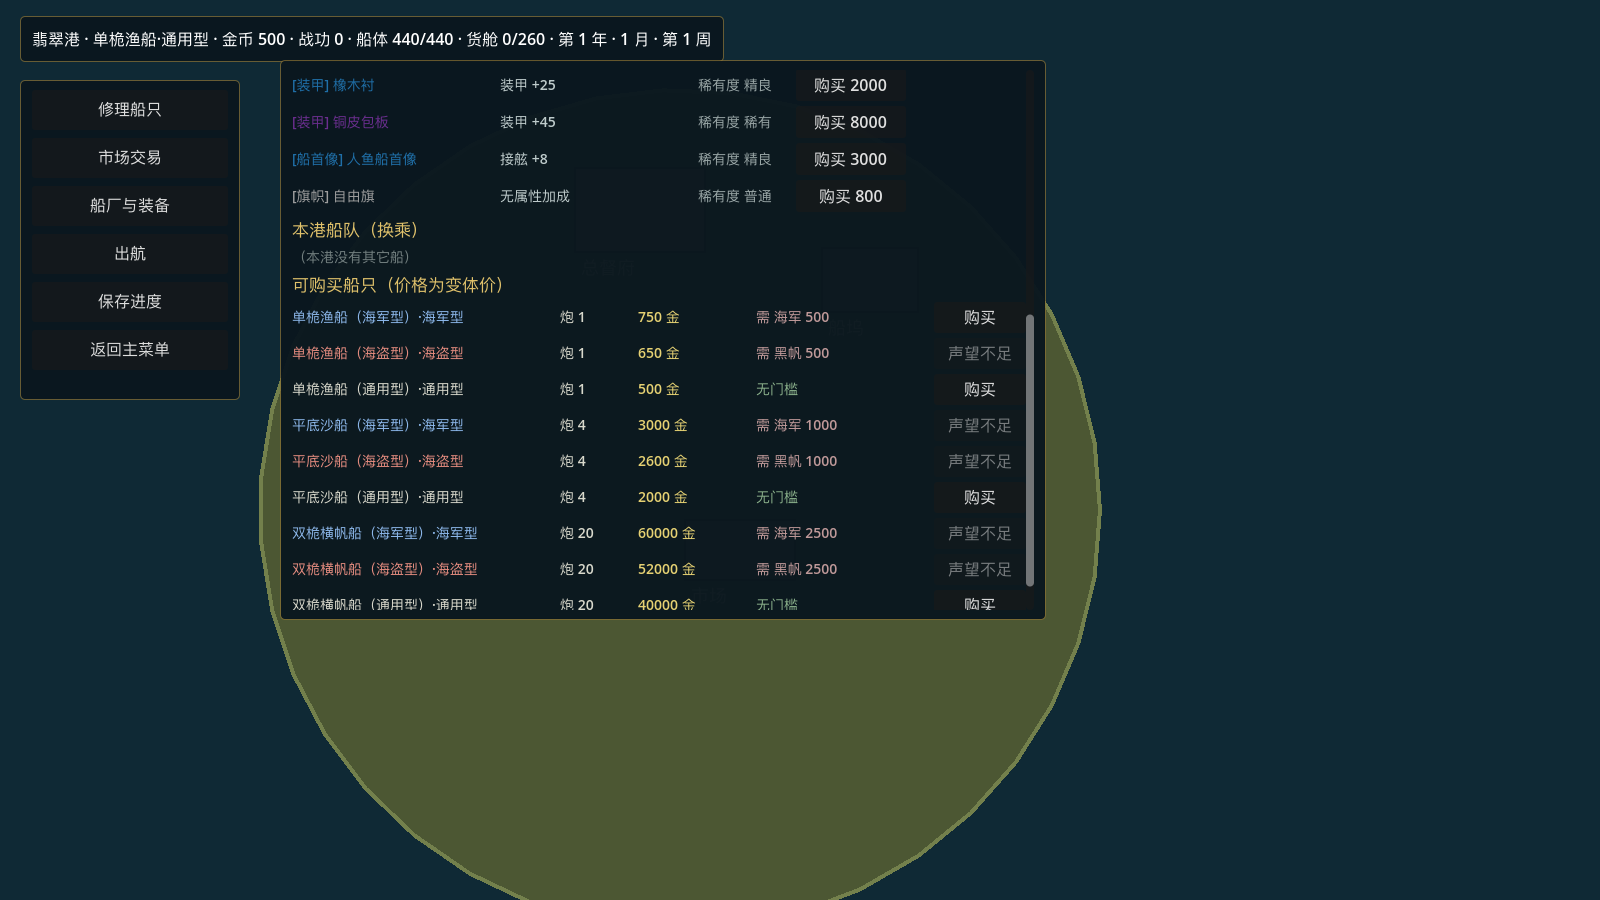 翡翠港 · 单桅渔船·通用型 · 金币 500 · 战功 0 · 船体 440/440 · 货舱 0/260 · 第 1 年 · 1 月 · 第 1 周
修理船只
市场交易
船厂与装备
出航
保存进度
返回主菜单
[装甲] 橡木衬 装甲 +25 稀有度 精良 购买 2000
[装甲] 铜皮包板 装甲 +45 稀有度 稀有 购买 8000
[船首像] 人鱼船首像 接舷 +8 稀有度 精良 购买 3000
[旗帜] 自由旗 无属性加成 稀有度 普通 购买 800
本港船队（换乘）
（本港没有其它船）
可购买船只（价格为变体价）
单桅渔船（海军型）·海军型 炮 1 750 金 需 海军 500 购买
单桅渔船（海盗型）·海盗型 炮 1 650 金 需 黑帆 500 声望不足
单桅渔船（通用型）·通用型 炮 1 500 金 无门槛 购买
平底沙船（海军型）·海军型 炮 4 3000 金 需 海军 1000 声望不足
平底沙船（海盗型）·海盗型 炮 4 2600 金 需 黑帆 1000 声望不足
平底沙船（通用型）·通用型 炮 4 2000 金 无门槛 购买
双桅横帆船（海军型）·海军型 炮 20 60000 金 需 海军 2500 声望不足
双桅横帆船（海盗型）·海盗型 炮 20 52000 金 需 黑帆 2500 声望不足
双桅横帆船（通用型）·通用型 炮 20 40000 金 无门槛 购买